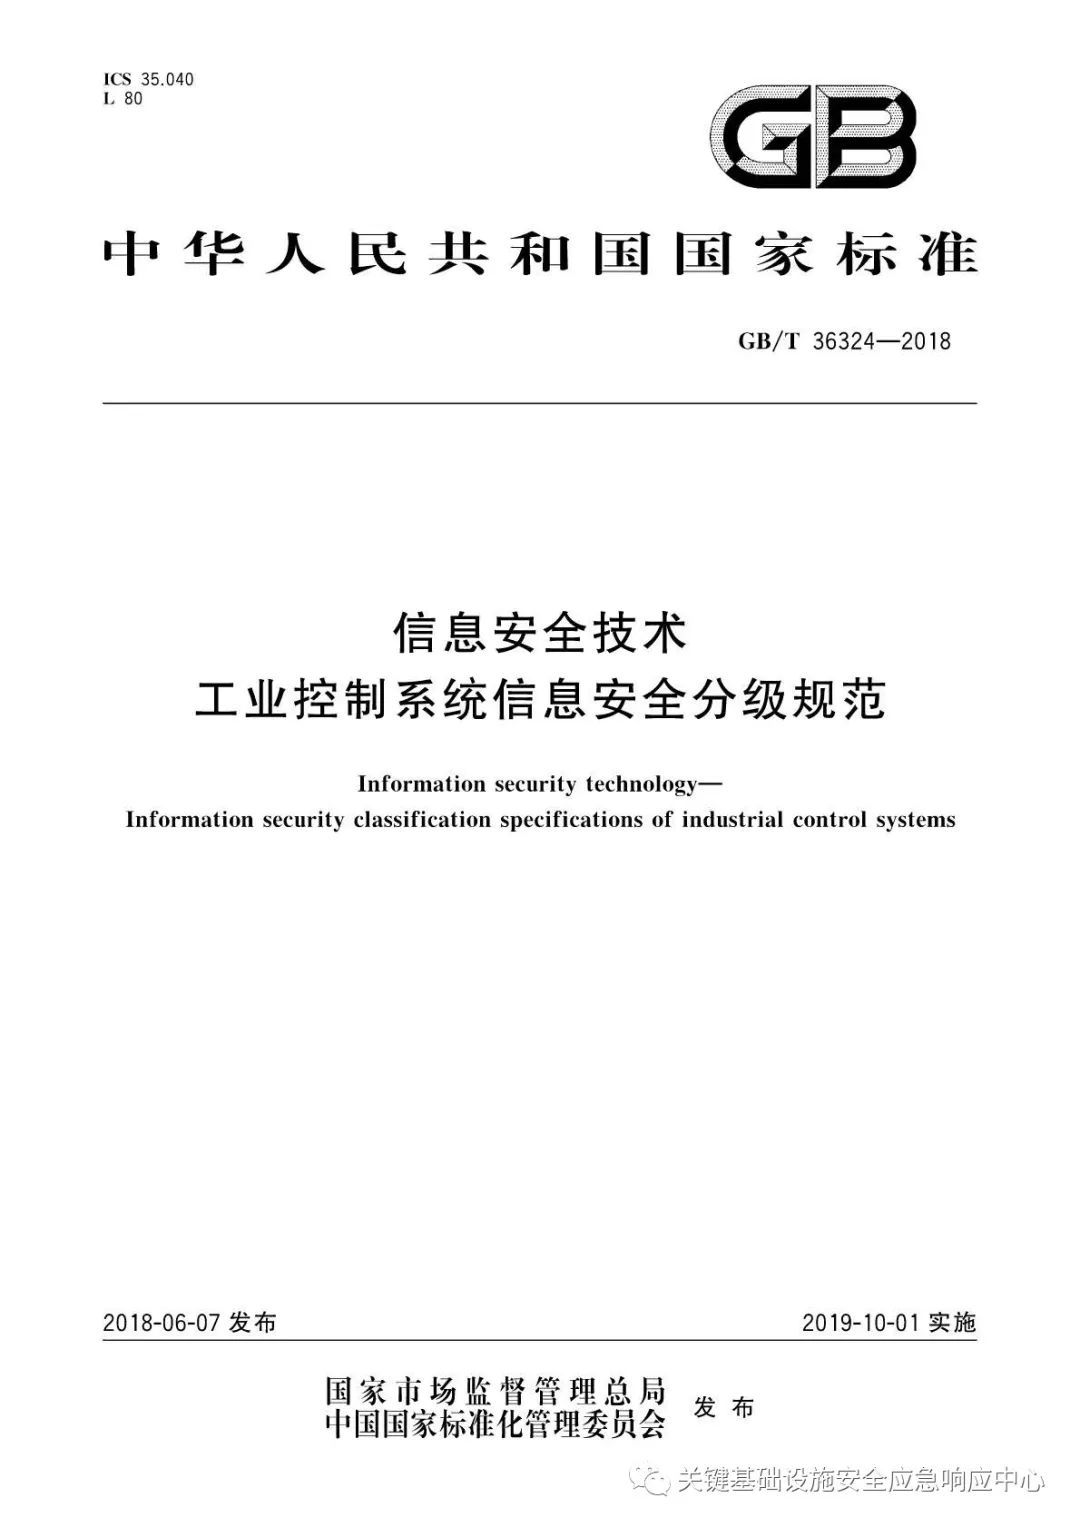 ICS 35.040
L 80
GB
中华人民共和国国家标准
GB/T 36324—2018
信息安全技术
工业控制系统信息安全分级规范
Information security technology—
Information security classification specifications of industrial control systems
2018-06-07 发布
2019-10-01 实施
国家市场监督管理总局
中国国家标准化管理委员会
发布
关键基础设施安全应急响应中心